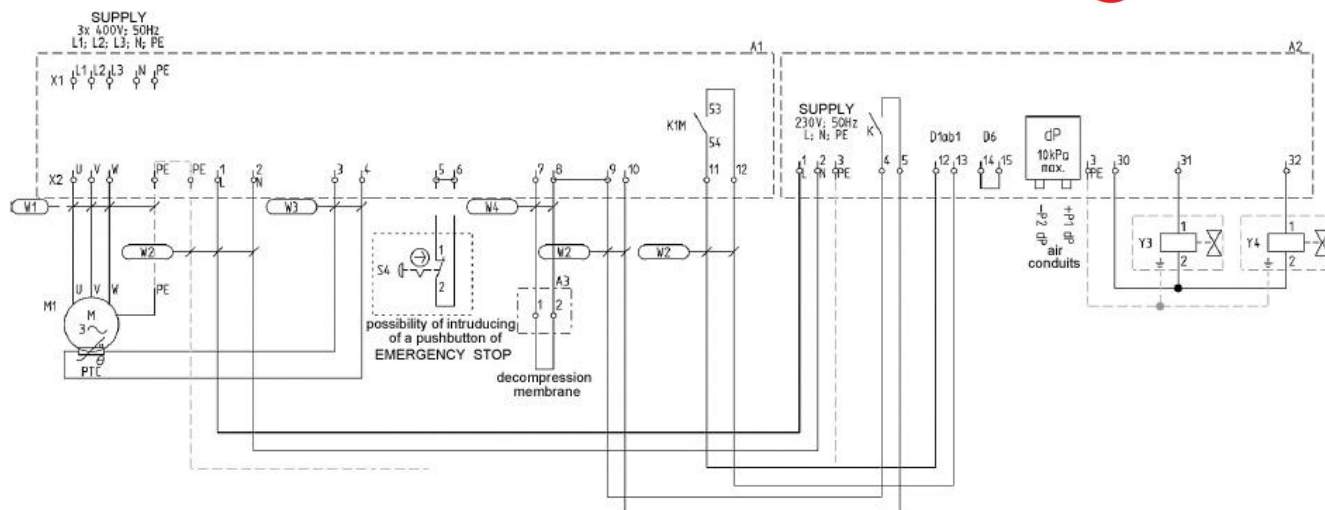 SUPPLY
3x 400V; 50Hz
L1; L2; L3; N; PE
A1
A2
X1 L1 L2 L3 N PE
K1M
53
54
SUPPLY
230V; 50Hz
L; N; PE
K
D1ab1 D6
dP
10kPa
max.
X2 U V W PE PE 1 2 3 4 5 6 7 8 9 10 11 12
L N
1 2 3 4 5 12 13 14 15 3 30 31 32
L N PE PE
W1
W3
W4
W2
W2
W2
-P2 dP
+P1 dP
air
conduits
Y3 1
2
Y4 1
2
S4 1
2
A3
1 2
possibility of intruducing
of a pushbutton of
EMERGENCY STOP
decompression
membrane
M1
U V W PE
M
3~
θ
PTC